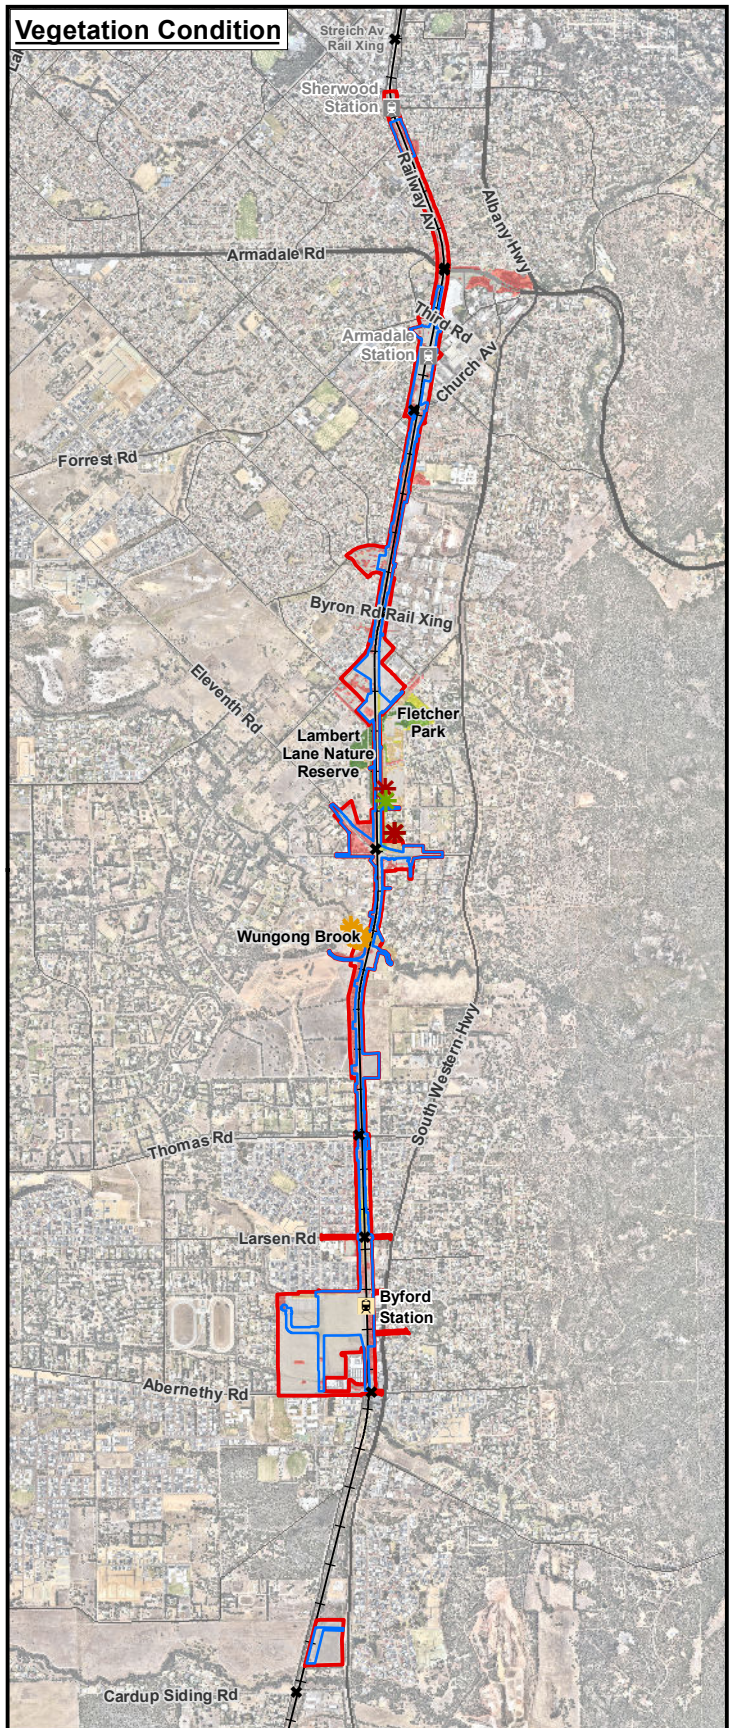 Vegetation Condition
Streich Av
Rail Xing
Sherwood
Station
Railway Av
Albany Hwy
Armadale Rd
Third Rd
Armadale
Station
Church Av
Forrest Rd
Byron Rd Rail Xing
Eleventh Rd
Fletcher
Park
Lambert
Lane Nature
Reserve
Wungong Brook
South Western Hwy
Thomas Rd
Larsen Rd
Byford
Station
Abernethy Rd
Cardup Siding Rd